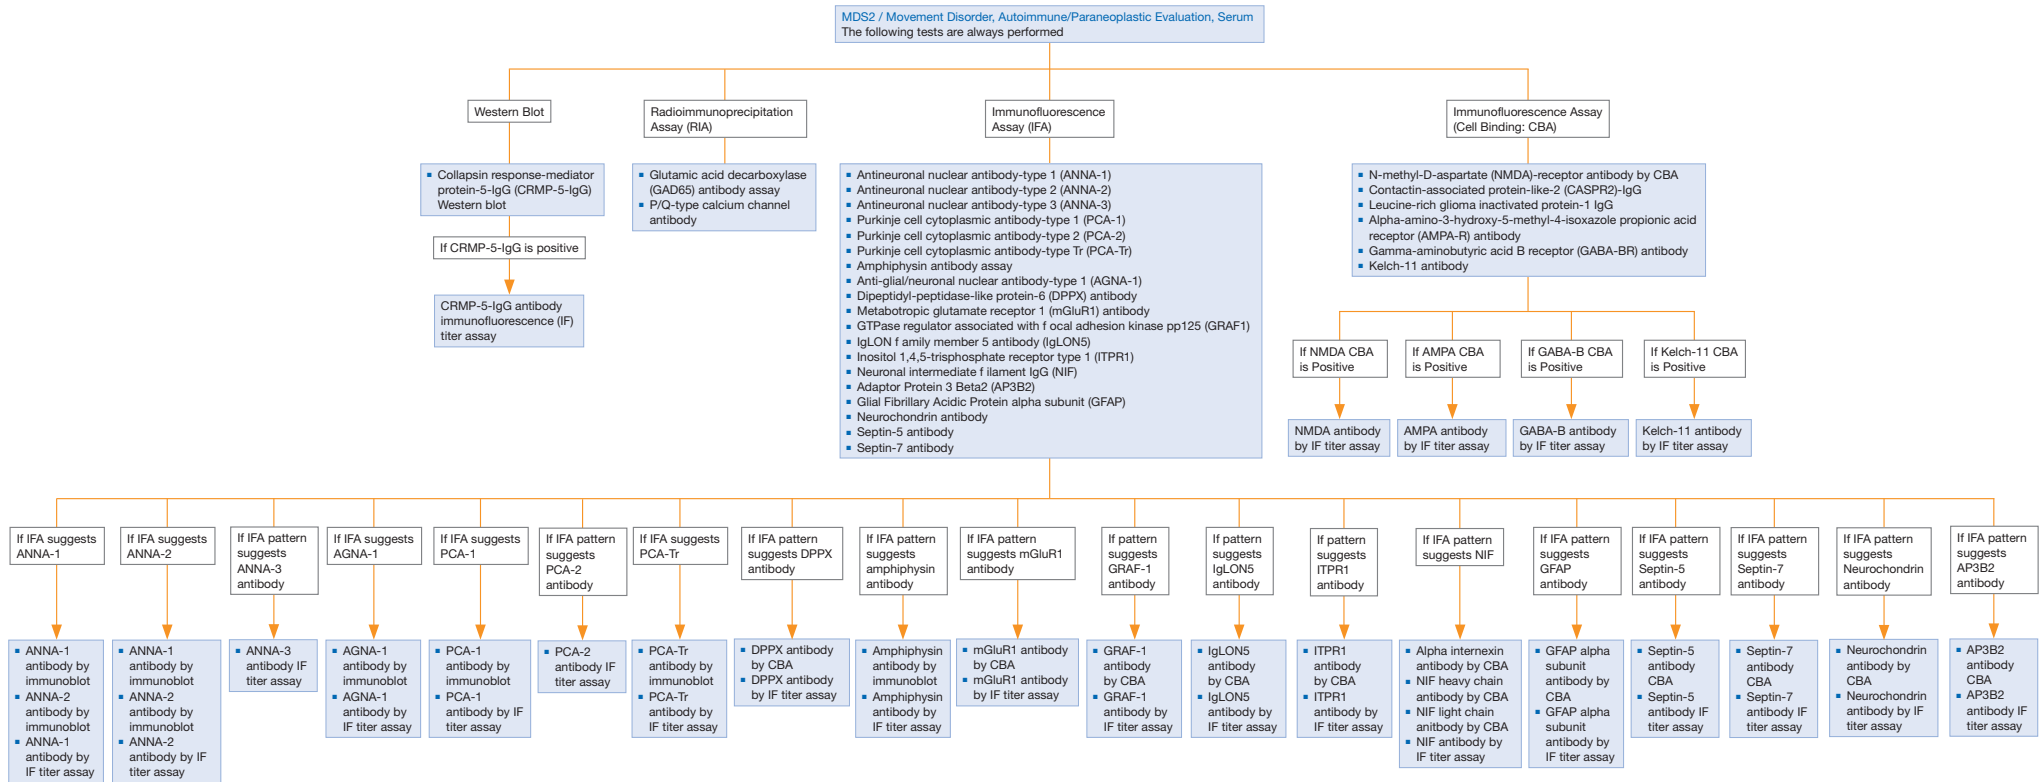 MDS2 / Movement Disorder, Autoimmune/Paraneoplastic Evaluation, Serum
The following tests are always performed
Western Blot
Radioimmunoprecipitation
Assay (RIA)
Immunofluorescence
Assay (IFA)
Immunofluorescence Assay
(Cell Binding: CBA)
▪ Collapsin response-mediator
protein-5-IgG (CRMP-5-IgG)
Western blot
If CRMP-5-IgG is positive
CRMP-5-IgG antibody
immunofluorescence (IF)
titer assay
▪ Glutamic acid decarboxylase
(GAD65) antibody assay
▪ P/Q-type calcium channel
antibody
▪ Antineuronal nuclear antibody-type 1 (ANNA-1)
▪ Antineuronal nuclear antibody-type 2 (ANNA-2)
▪ Antineuronal nuclear antibody-type 3 (ANNA-3)
▪ Purkinje cell cytoplasmic antibody-type 1 (PCA-1)
▪ Purkinje cell cytoplasmic antibody-type 2 (PCA-2)
▪ Purkinje cell cytoplasmic antibody-type Tr (PCA-Tr)
▪ Amphiphysin antibody assay
▪ Anti-glial/neuronal nuclear antibody-type 1 (AGNA-1)
▪ Dipeptidyl-peptidase-like protein-6 (DPPX) antibody
▪ Metabotropic glutamate receptor 1 (mGluR1) antibody
▪ GTPase regulator associated with f ocal adhesion kinase pp125 (GRAF1)
▪ IgLON f amily member 5 antibody (IgLON5)
▪ Inositol 1,4,5-trisphosphate receptor type 1 (ITPR1)
▪ Neuronal intermediate f ilament IgG (NIF)
▪ Adaptor Protein 3 Beta2 (AP3B2)
▪ Glial Fibrillary Acidic Protein alpha subunit (GFAP)
▪ Neurochondrin antibody
▪ Septin-5 antibody
▪ Septin-7 antibody
▪ N-methyl-D-aspartate (NMDA)-receptor antibody by CBA
▪ Contactin-associated protein-like-2 (CASPR2)-IgG
▪ Leucine-rich glioma inactivated protein-1 IgG
▪ Alpha-amino-3-hydroxy-5-methyl-4-isoxazole propionic acid
receptor (AMPA-R) antibody
▪ Gamma-aminobutyric acid B receptor (GABA-BR) antibody
▪ Kelch-11 antibody
If NMDA CBA
is Positive
If AMPA CBA
is Positive
If GABA-B CBA
is Positive
If Kelch-11 CBA
is Positive
NMDA antibody
by IF titer assay
AMPA antibody
by IF titer assay
GABA-B antibody
by IF titer assay
Kelch-11 antibody
by IF titer assay
If IFA suggests
ANNA-1
If IFA suggests
ANNA-2
If IFA pattern
suggests
ANNA-3
antibody
If IFA suggests
AGNA-1
If IFA suggests
PCA-1
If IFA pattern
suggests
PCA-2
antibody
If IFA suggests
PCA-Tr
If IFA pattern
suggests DPPX
antibody
If IFA pattern
suggests
amphiphysin
antibody
If IFA pattern
suggests mGluR1
antibody
If IFA pattern
suggests
GRAF-1
antibody
If IFA pattern
suggests
IgLON5
antibody
If pattern
suggests
ITPR1
antibody
If IFA pattern
suggests NIF
If IFA pattern
suggests
GFAP
antibody
If IFA pattern
suggests
Septin-5
antibody
If IFA pattern
suggests
Septin-7
antibody
If IFA pattern
suggests
Neurochondrin
antibody
If IFA pattern
suggests
AP3B2
antibody
▪ ANNA-1
antibody by
immunoblot
▪ ANNA-2
antibody by
immunoblot
▪ ANNA-1
antibody by
IF titer assay
▪ ANNA-1
antibody by
immunoblot
▪ ANNA-2
antibody by
immunoblot
▪ ANNA-2
antibody by IF
titer assay
▪ ANNA-3
antibody IF
titer assay
▪ AGNA-1
antibody by
immunoblot
▪ AGNA-1
antibody by
IF titer assay
▪ PCA-1
antibody by
immunoblot
▪ PCA-1
antibody by IF
titer assay
▪ PCA-2
antibody IF
titer assay
▪ PCA-Tr
antibody by
immunoblot
▪ PCA-Tr
antibody by
IF titer assay
▪ DPPX antibody
by CBA
▪ DPPX antibody
by IF titer assay
▪ Amphiphysin
antibody by
immunoblot
▪ Amphiphysin
antibody by
IF titer assay
▪ mGluR1 antibody
by CBA
▪ mGluR1 antibody
by IF titer assay
▪ GRAF-1
antibody
by CBA
▪ GRAF-1
antibody by
IF titer assay
▪ IgLON5
antibody
by CBA
▪ IgLON5
antibody by
IF titer assay
▪ ITPR1
antibody
by CBA
▪ ITPR1
antibody by
IF titer assay
▪ Alpha internexin
antibody by CBA
▪ NIF heavy chain
antibody by CBA
▪ NIF light chain
anitbody by CBA
▪ NIF antibody by
IF titer assay
▪ GFAP alpha
subunit
antibody by
CBA
▪ GFAP alpha
subunit
antibody by
IF titer assay
▪ Septin-5
antibody
CBA
▪ Septin-5
antibody IF
titer assay
▪ Septin-7
antibody
CBA
▪ Septin-7
antibody IF
titer assay
▪ Neurochondrin
antibody by
CBA
▪ Neurochondrin
antibody by IF
titer assay
▪ AP3B2
antibody
CBA
▪ AP3B2
antibody IF
titer assay